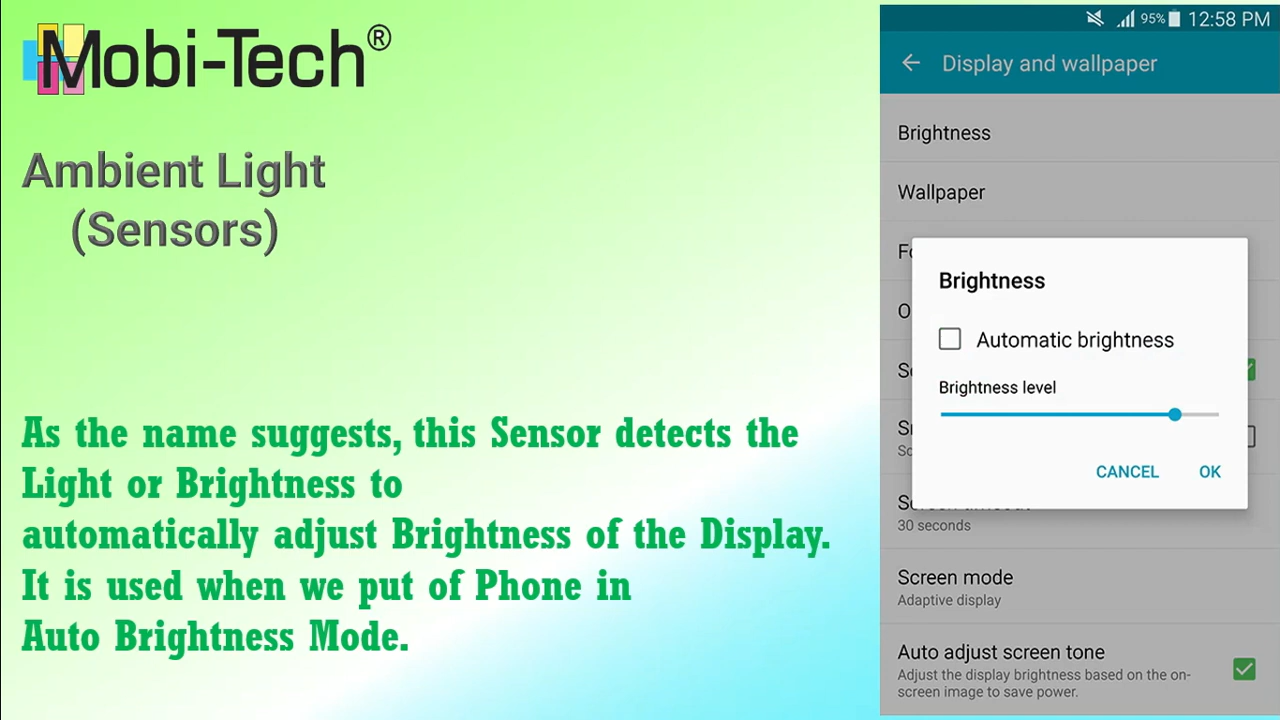 Mobi-Tech®
Ambient Light
(Sensors)
As the name suggests, this Sensor detects the
Light or Brightness to
automatically adjust Brightness of the Display.
It is used when we put of Phone in
Auto Brightness Mode.
95% 12:58 PM
Display and wallpaper
Brightness
Wallpaper
Brightness
Automatic brightness
Brightness level
CANCEL OK
30 seconds
Screen mode
Adaptive display
Auto adjust screen tone
Adjust the display brightness based on the on-
screen image to save power.